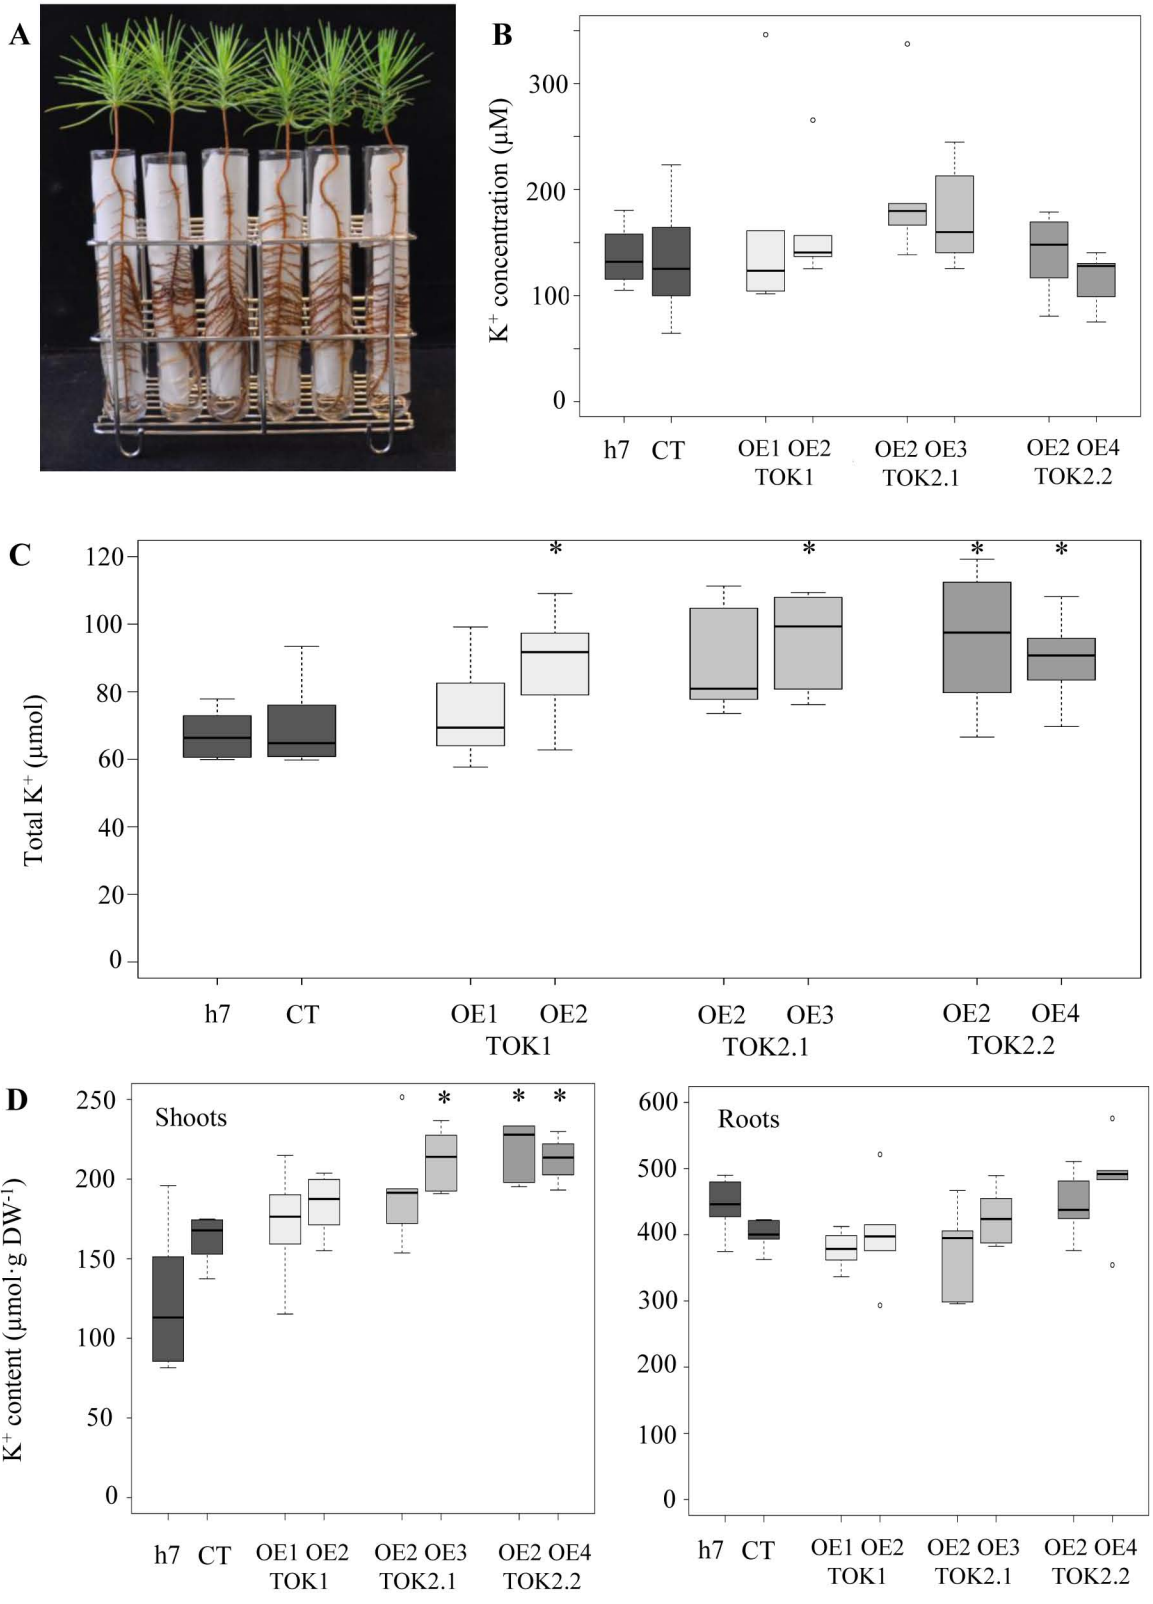 A
B
K⁺ concentration (μM)
300
200
100
0
h7 CT OE1 OE2 OE2 OE3 OE2 OE4
TOK1 TOK2.1 TOK2.2
C
Total K⁺ (μmol)
120
100
80
60
40
20
0
* * * *
h7 CT OE1 OE2 OE2 OE3 OE2 OE4
TOK1 TOK2.1 TOK2.2
D
K⁺ content (μmol·g DW⁻¹)
Shoots
250
200
150
100
50
0
* * *
h7 CT OE1 OE2 OE2 OE3 OE2 OE4
TOK1 TOK2.1 TOK2.2
Roots
600
500
400
300
200
100
0
h7 CT OE1 OE2 OE2 OE3 OE2 OE4
TOK1 TOK2.1 TOK2.2